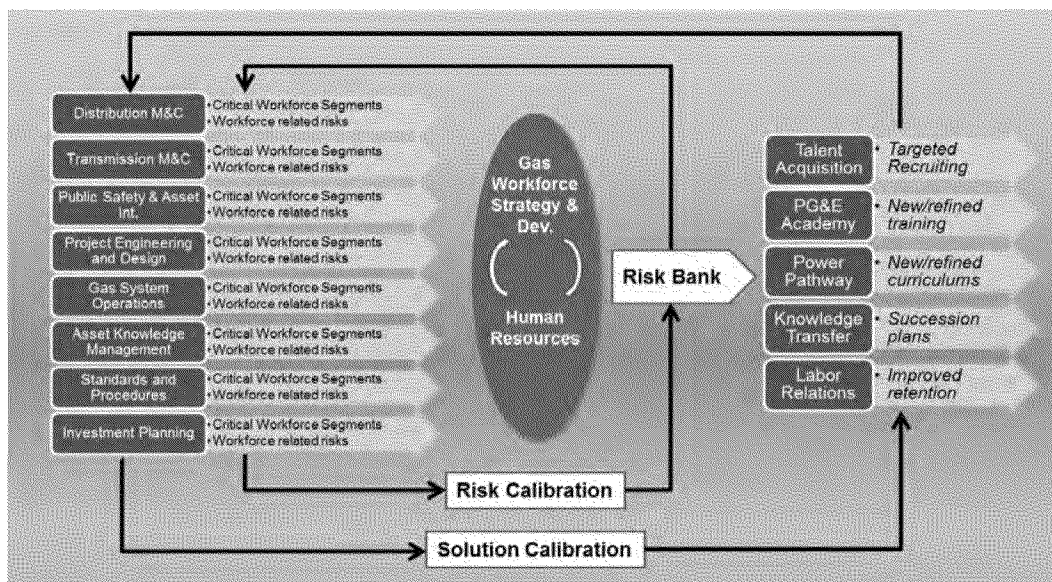 Distribution M&C
•Critical Workforce Segments
•Workforce related risks
Transmission M&C
•Critical Workforce Segments
•Workforce related risks
Public Safety & Asset
Int.
•Critical Workforce Segments
•Workforce related risks
Project Engineering
and Design
•Critical Workforce Segments
•Workforce related risks
Gas System
Operations
•Critical Workforce Segments
•Workforce related risks
Asset Knowledge
Management
•Critical Workforce Segments
•Workforce related risks
Standards and
Procedures
•Critical Workforce Segments
•Workforce related risks
Investment Planning
•Critical Workforce Segments
•Workforce related risks
Gas
Workforce
Strategy &
Dev.
Human
Resources
Risk Bank
Talent
Acquisition
• Targeted
Recruiting
PG&E
Academy
• New/refined
training
Power
Pathway
• New/refined
curriculums
Knowledge
Transfer
• Succession
plans
Labor
Relations
• Improved
retention
Risk Calibration
Solution Calibration